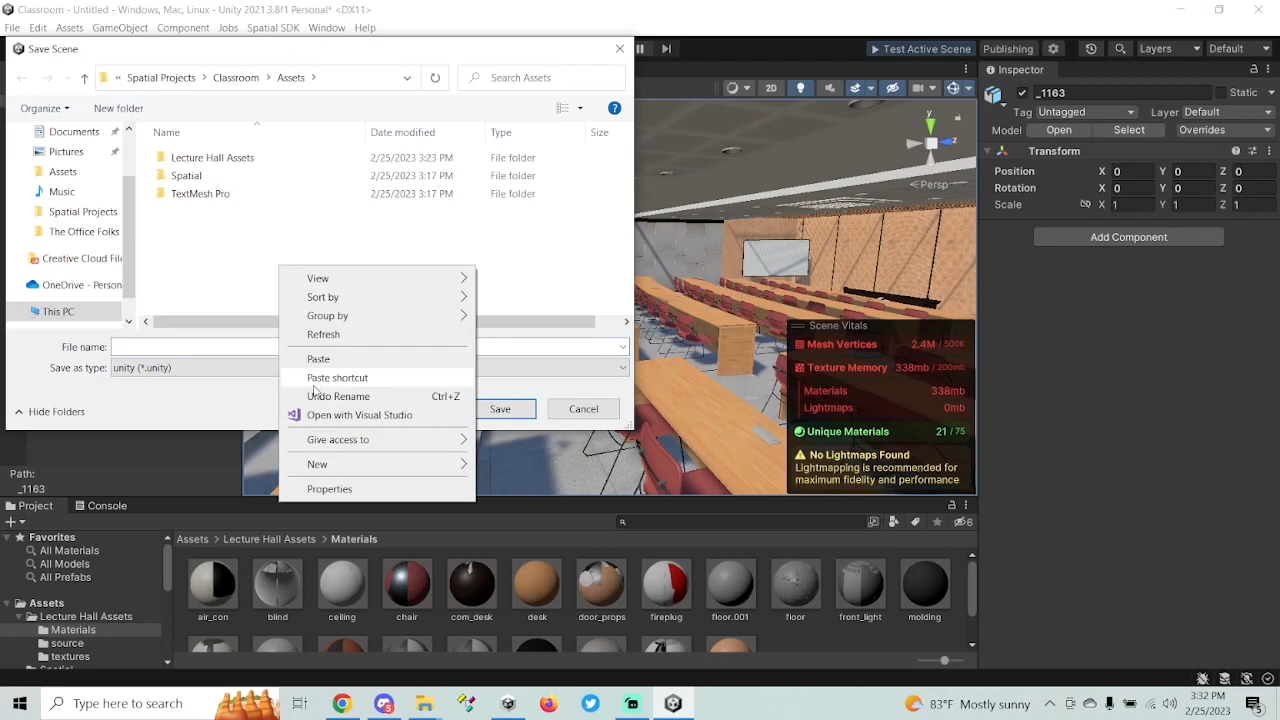 Classroom - Untitled - Windows, Mac, Linux - Unity 2021.3.8f1 Personal* <DX11>
File Edit Assets GameObject Component Jobs Spatial SDK Window Help
Save Scene
Test Active Scene Publishing Layers Default
« Spatial Projects > Classroom > Assets >
Search Assets
Organize New folder
2D
Inspector
_1163 Static
Tag Untagged Layer Default
Model Open Select Overrides
Transform
Position X 0 Y 0 Z 0
Rotation X 0 Y 0 Z 0
Scale X 1 Y 1 Z 1
Add Component
Documents
Pictures
Assets
Music
Spatial Projects
The Office Folks
Creative Cloud File
OneDrive - Person
This PC
Name Date modified Type Size
Lecture Hall Assets 2/25/2023 3:23 PM File folder
Spatial 2/25/2023 3:17 PM File folder
TextMesh Pro 2/25/2023 3:17 PM File folder
y
z
Persp
View
Sort by
Group by
Refresh
Paste
Paste shortcut
Undo Rename Ctrl+Z
Open with Visual Studio
Give access to
New
Properties
File name:
Save as type: unity (*.unity)
Hide Folders
Save Cancel
Scene Vitals
Mesh Vertices 2.4M / 500K
Texture Memory 338mb / 200mb
Materials 338mb
Lightmaps 0mb
Unique Materials 21 / 75
No Lightmaps Found
Lightmapping is recommended for
maximum fidelity and performance
Path:
_1163
Project Console
6
Favorites
All Materials
All Models
All Prefabs
Assets
Lecture Hall Assets
Materials
source
textures
Assets > Lecture Hall Assets > Materials
air_con blind ceiling chair com_desk desk door_props fireplug floor.001 floor front_light molding
Type here to search
83°F Mostly sunny
3:32 PM
2/25/2023
5